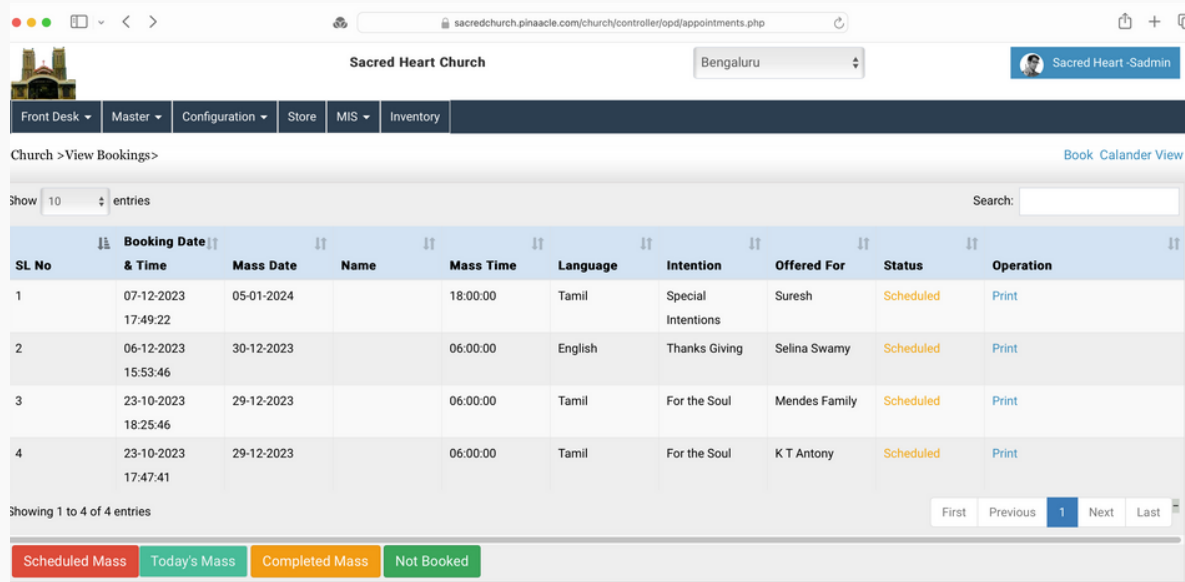 sacredchurch.pinaacle.com/church/controller/opd/appointments.php
Sacred Heart Church
Bengaluru
Sacred Heart -Sadmin
Front Desk Master Configuration Store MIS Inventory
Church >View Bookings>
Book Calander View
Show 10 entries
Search:
SL No Booking Date & Time Mass Date Name Mass Time Language Intention Offered For Status Operation
1 07-12-2023 05-01-2024 18:00:00 Tamil Special Suresh Scheduled Print
17:49:22 Intentions
2 06-12-2023 30-12-2023 06:00:00 English Thanks Giving Selina Swamy Scheduled Print
15:53:46
3 23-10-2023 29-12-2023 06:00:00 Tamil For the Soul Mendes Family Scheduled Print
18:25:46
4 23-10-2023 29-12-2023 06:00:00 Tamil For the Soul K T Antony Scheduled Print
17:47:41
Showing 1 to 4 of 4 entries
First Previous 1 Next Last
Scheduled Mass Today's Mass Completed Mass Not Booked